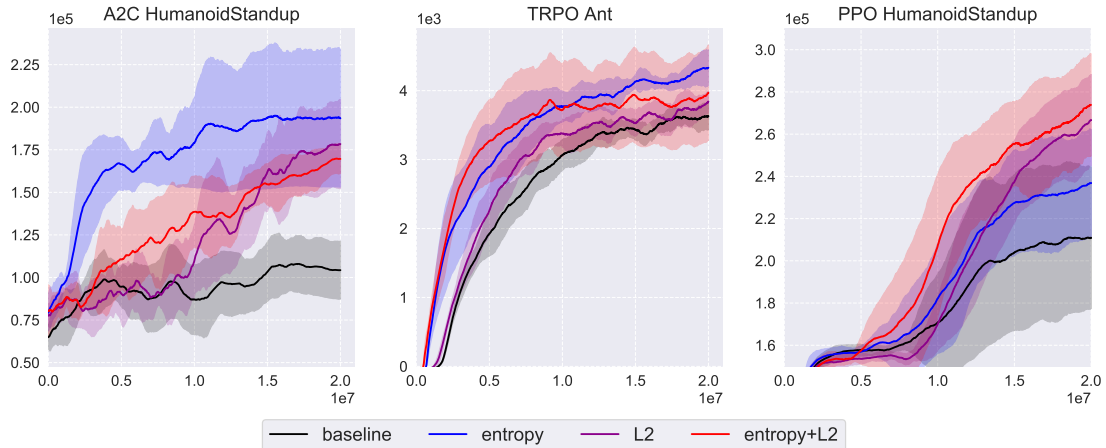 A2C HumanoidStandup
1e5
2.25
2.00
1.75
1.50
1.25
1.00
0.75
0.50
0.0 0.5 1.0 1.5 2.0
1e7
TRPO Ant
1e3
4
3
2
1
0
0.0 0.5 1.0 1.5 2.0
1e7
PPO HumanoidStandup
1e5
3.0
2.8
2.6
2.4
2.2
2.0
1.8
1.6
0.0 0.5 1.0 1.5 2.0
1e7
baseline entropy L2 entropy+L2